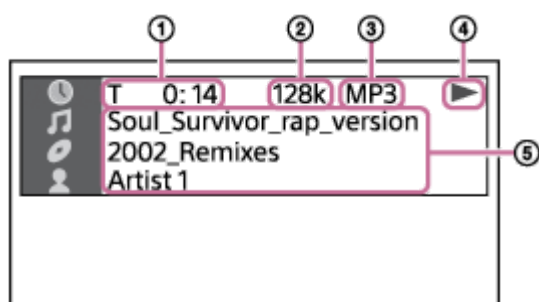 ① ② ③ ④
T 0:14 128k MP3
Soul_Survivor_rap_version
2002_Remixes
Artist 1
⑤